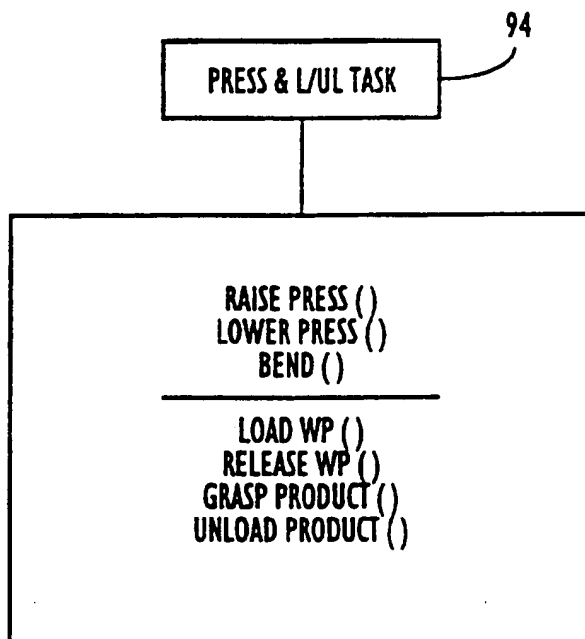 94
PRESS & L/UL TASK
RAISE PRESS ()
LOWER PRESS ()
BEND ()
LOAD WP ()
RELEASE WP ()
GRASP PRODUCT ()
UNLOAD PRODUCT ()